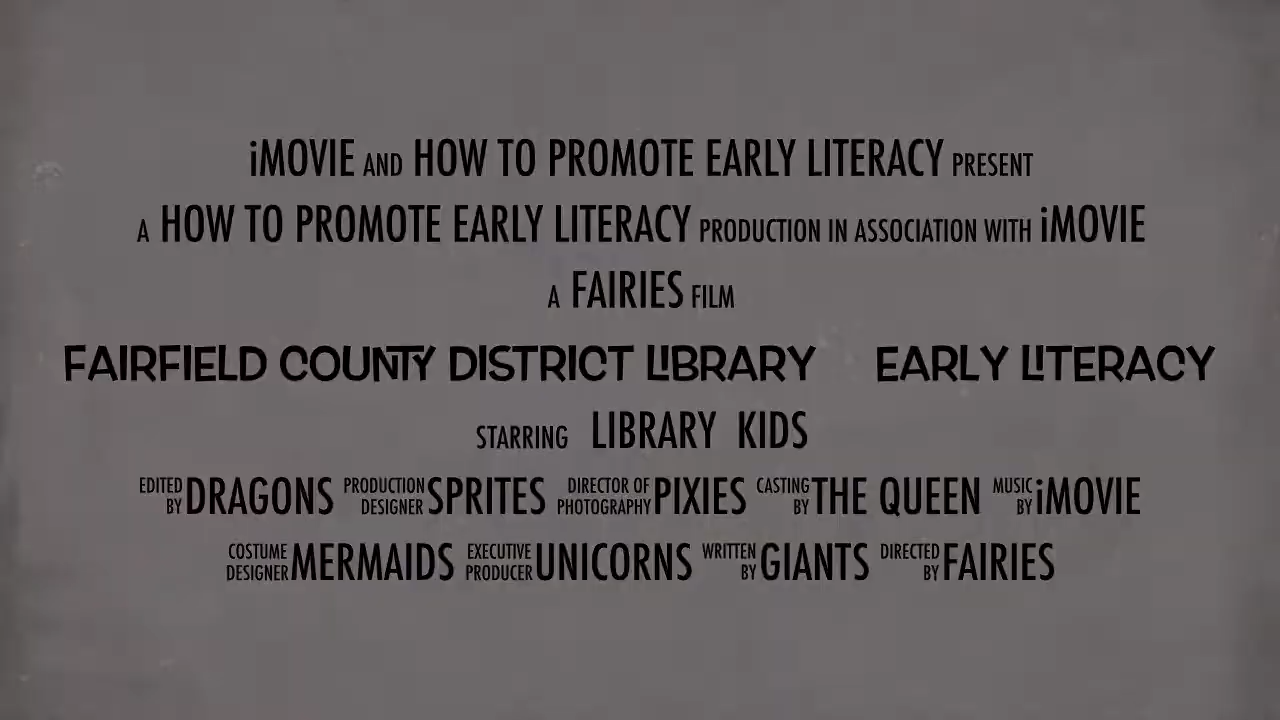 iMOVIE AND HOW TO PROMOTE EARLY LITERACY PRESENT
A HOW TO PROMOTE EARLY LITERACY PRODUCTION IN ASSOCIATION WITH iMOVIE
A FAIRIES FILM
FAIRFIELD COUNTY DISTRICT LIBRARY EARLY LITERACY
STARRING LIBRARY KIDS
EDITED BY DRAGONS PRODUCTION DESIGNER SPRITES DIRECTOR OF PHOTOGRAPHY PIXIES CASTING BY THE QUEEN MUSIC BY iMOVIE
COSTUME DESIGNER MERMAIDS EXECUTIVE PRODUCER UNICORNS WRITTEN BY GIANTS DIRECTED BY FAIRIES